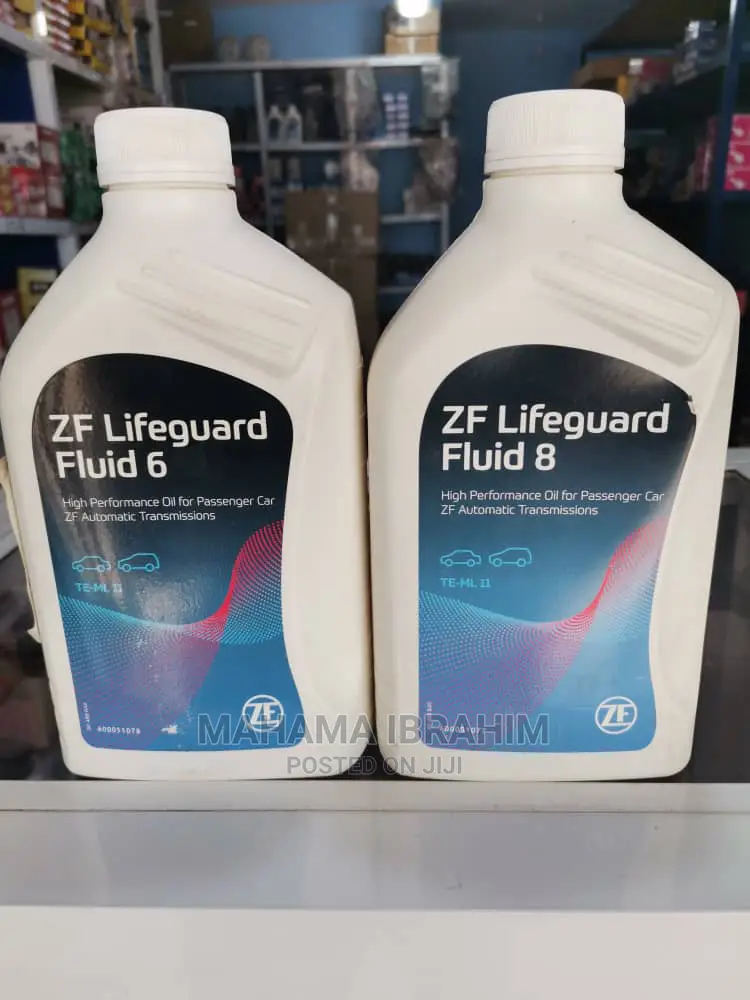 ZF Lifeguard
Fluid 6
High Performance Oil for Passenger Car
ZF Automatic Transmissions
TE-ML 11
ZF
ZF Lifeguard
Fluid 8
High Performance Oil for Passenger Car
ZF Automatic Transmissions
TE-ML 11
ZF
MAHAMA IBRAHIM
POSTED ON JIJI